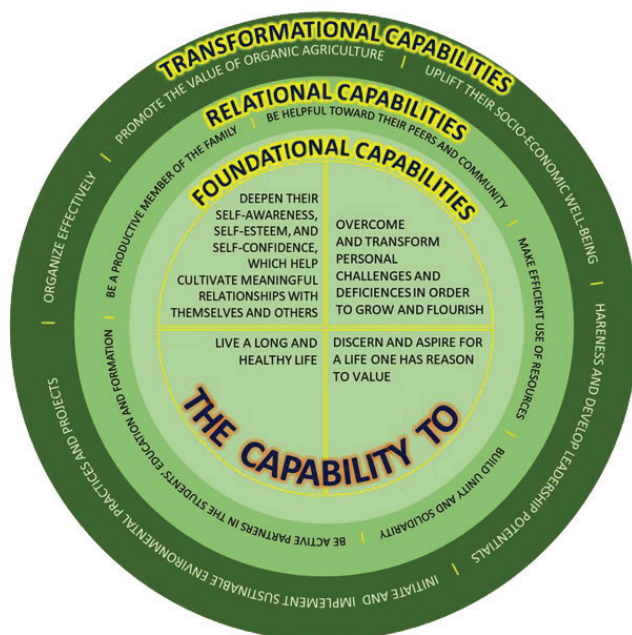 TRANSFORMATIONAL CAPABILITIES
ORGANIZE EFFECTIVELY | PROMOTE THE VALUE OF ORGANIC AGRICULTURE | UPLIFT THEIR SOCIO-ECONOMIC WELL-BEING | HARENESS AND DEVELOP LEADERSHIP POTENTIALS | INITIATE AND IMPLEMENT SUSTINABLE ENVIRONMENTAL PRACTICES AND PROJECTS |
RELATIONAL CAPABILITIES
BE A PRODUCTIVE MEMBER OF THE FAMILY | BE HELPFUL TOWARD THEIR PEERS AND COMMUNITY | MAKE EFFICIENT USE OF RESOURCES | BUILD UNITY AND SOLIDARITY | BE ACTIVE PARTNERS IN THE STUDENTS' EDUCATION AND FORMATION |
FOUNDATIONAL CAPABILITIES
DEEPEN THEIR
SELF-AWARENESS,
SELF-ESTEEM, AND
SELF-CONFIDENCE,
WHICH HELP
CULTIVATE MEANINGFUL
RELATIONSHIPS WITH
THEMSELVES AND OTHERS
OVERCOME
AND TRANSFORM
PERSONAL
CHALLENGES AND
DEFICIENCES IN ORDER
TO GROW AND FLOURISH
LIVE A LONG AND
HEALTHY LIFE
DISCERN AND ASPIRE FOR
A LIFE ONE HAS REASON
TO VALUE
THE CAPABILITY TO